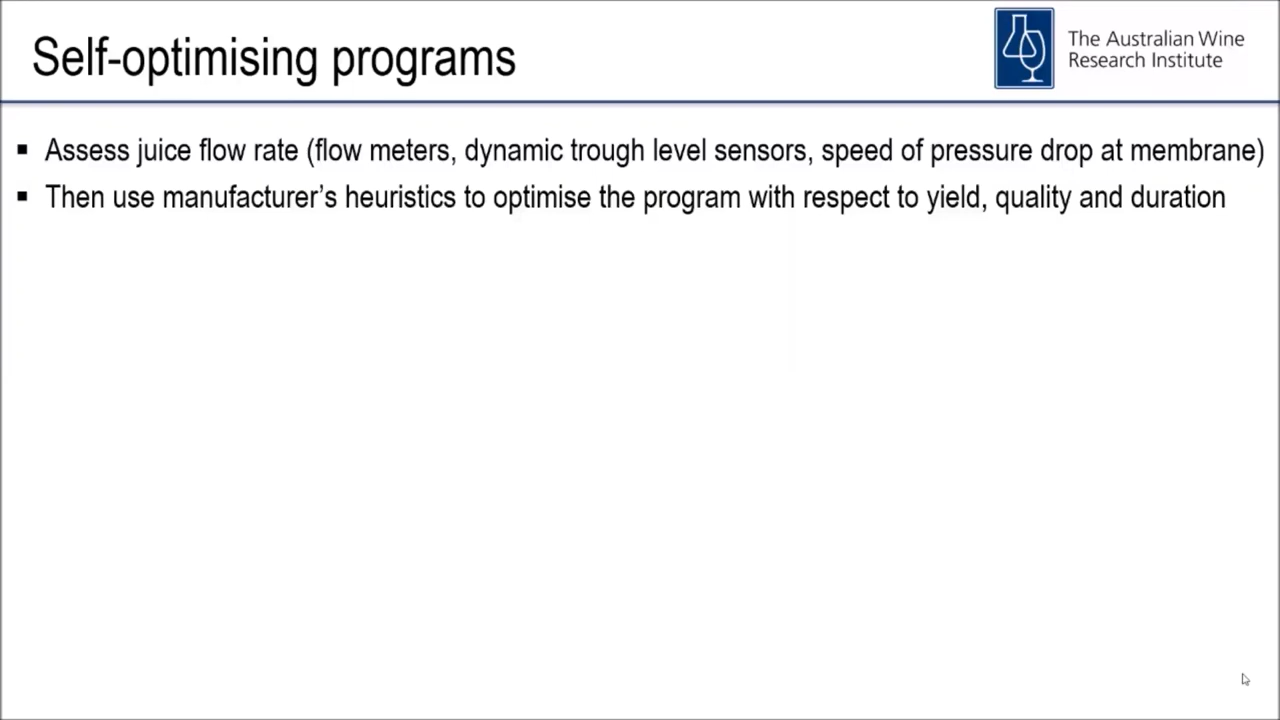 Self-optimising programs
The Australian Wine
Research Institute
▪ Assess juice flow rate (flow meters, dynamic trough level sensors, speed of pressure drop at membrane)
▪ Then use manufacturer’s heuristics to optimise the program with respect to yield, quality and duration